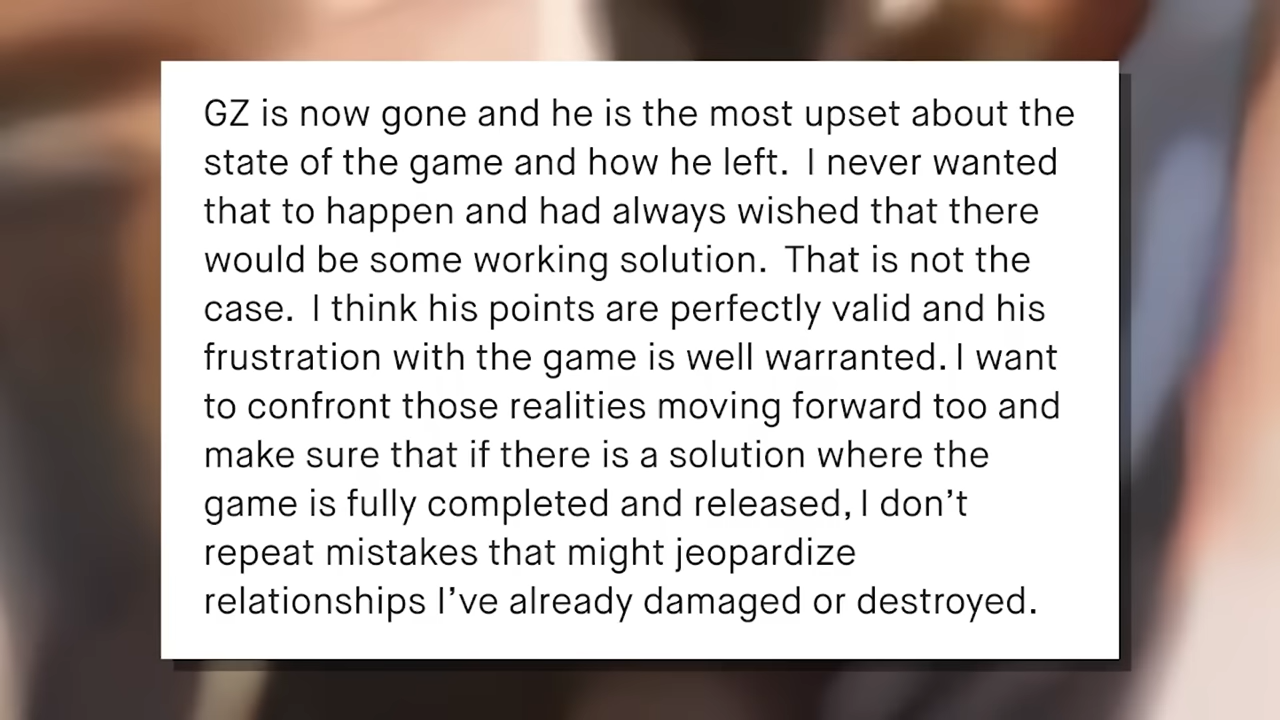 GZ is now gone and he is the most upset about the
state of the game and how he left.  I never wanted
that to happen and had always wished that there
would be some working solution.  That is not the
case.  I think his points are perfectly valid and his
frustration with the game is well warranted. I want
to confront those realities moving forward too and
make sure that if there is a solution where the
game is fully completed and released, I don’t
repeat mistakes that might jeopardize
relationships I’ve already damaged or destroyed.